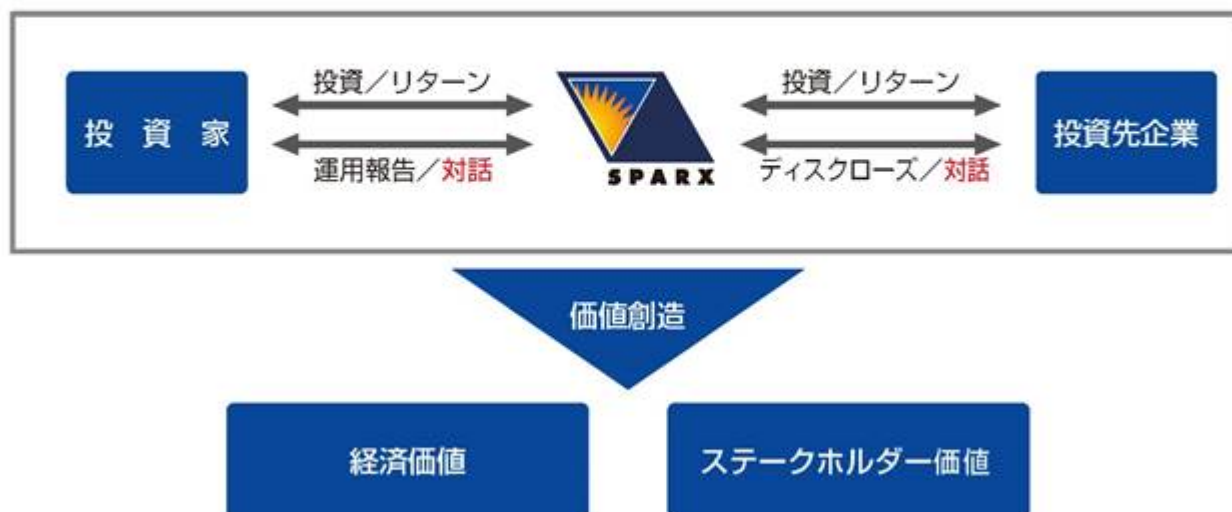 投資／リターン
投資／リターン
投　資　家
投資先企業
運用報告／対話
SPARX
ディスクローズ／対話
価値創造
経済価値
ステークホルダー価値